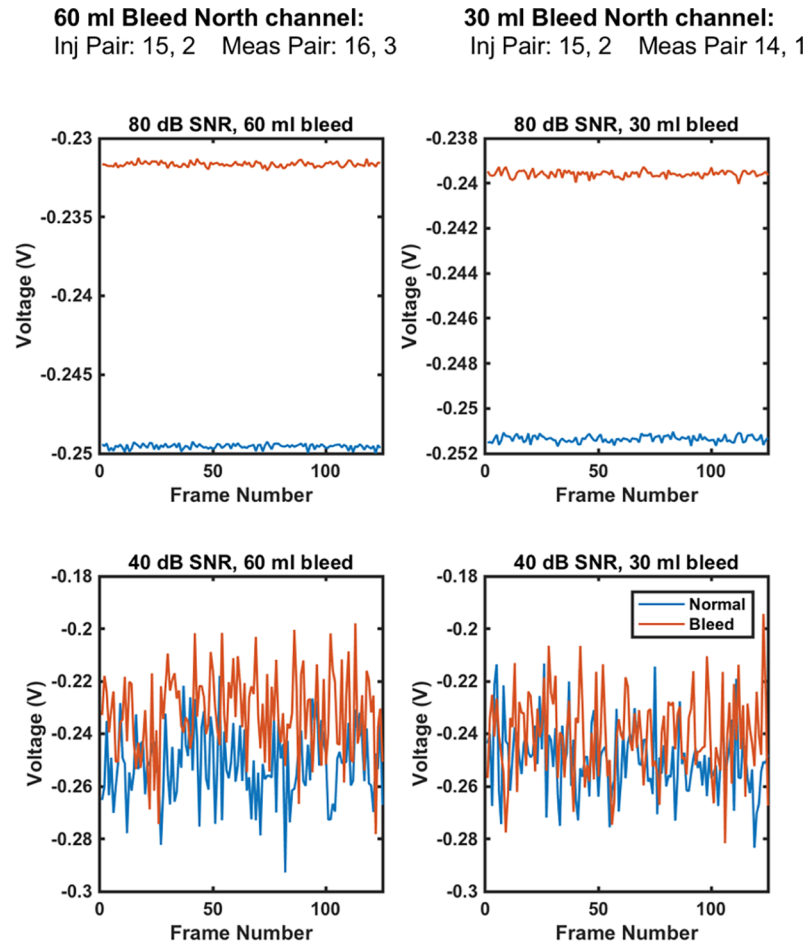 60 ml Bleed North channel:
Inj Pair: 15, 2 Meas Pair: 16, 3
30 ml Bleed North channel:
Inj Pair: 15, 2 Meas Pair 14, 1
80 dB SNR, 60 ml bleed
-0.23
-0.235
-0.24
-0.245
-0.25
Voltage (V)
0 50 100
Frame Number
80 dB SNR, 30 ml bleed
-0.238
-0.24
-0.242
-0.244
-0.246
-0.248
-0.25
-0.252
Voltage (V)
0 50 100
Frame Number
40 dB SNR, 60 ml bleed
-0.18
-0.2
-0.22
-0.24
-0.26
-0.28
-0.3
Voltage (V)
0 50 100
Frame Number
40 dB SNR, 30 ml bleed
-0.18
-0.2
-0.22
-0.24
-0.26
-0.28
-0.3
Voltage (V)
Normal
Bleed
0 50 100
Frame Number